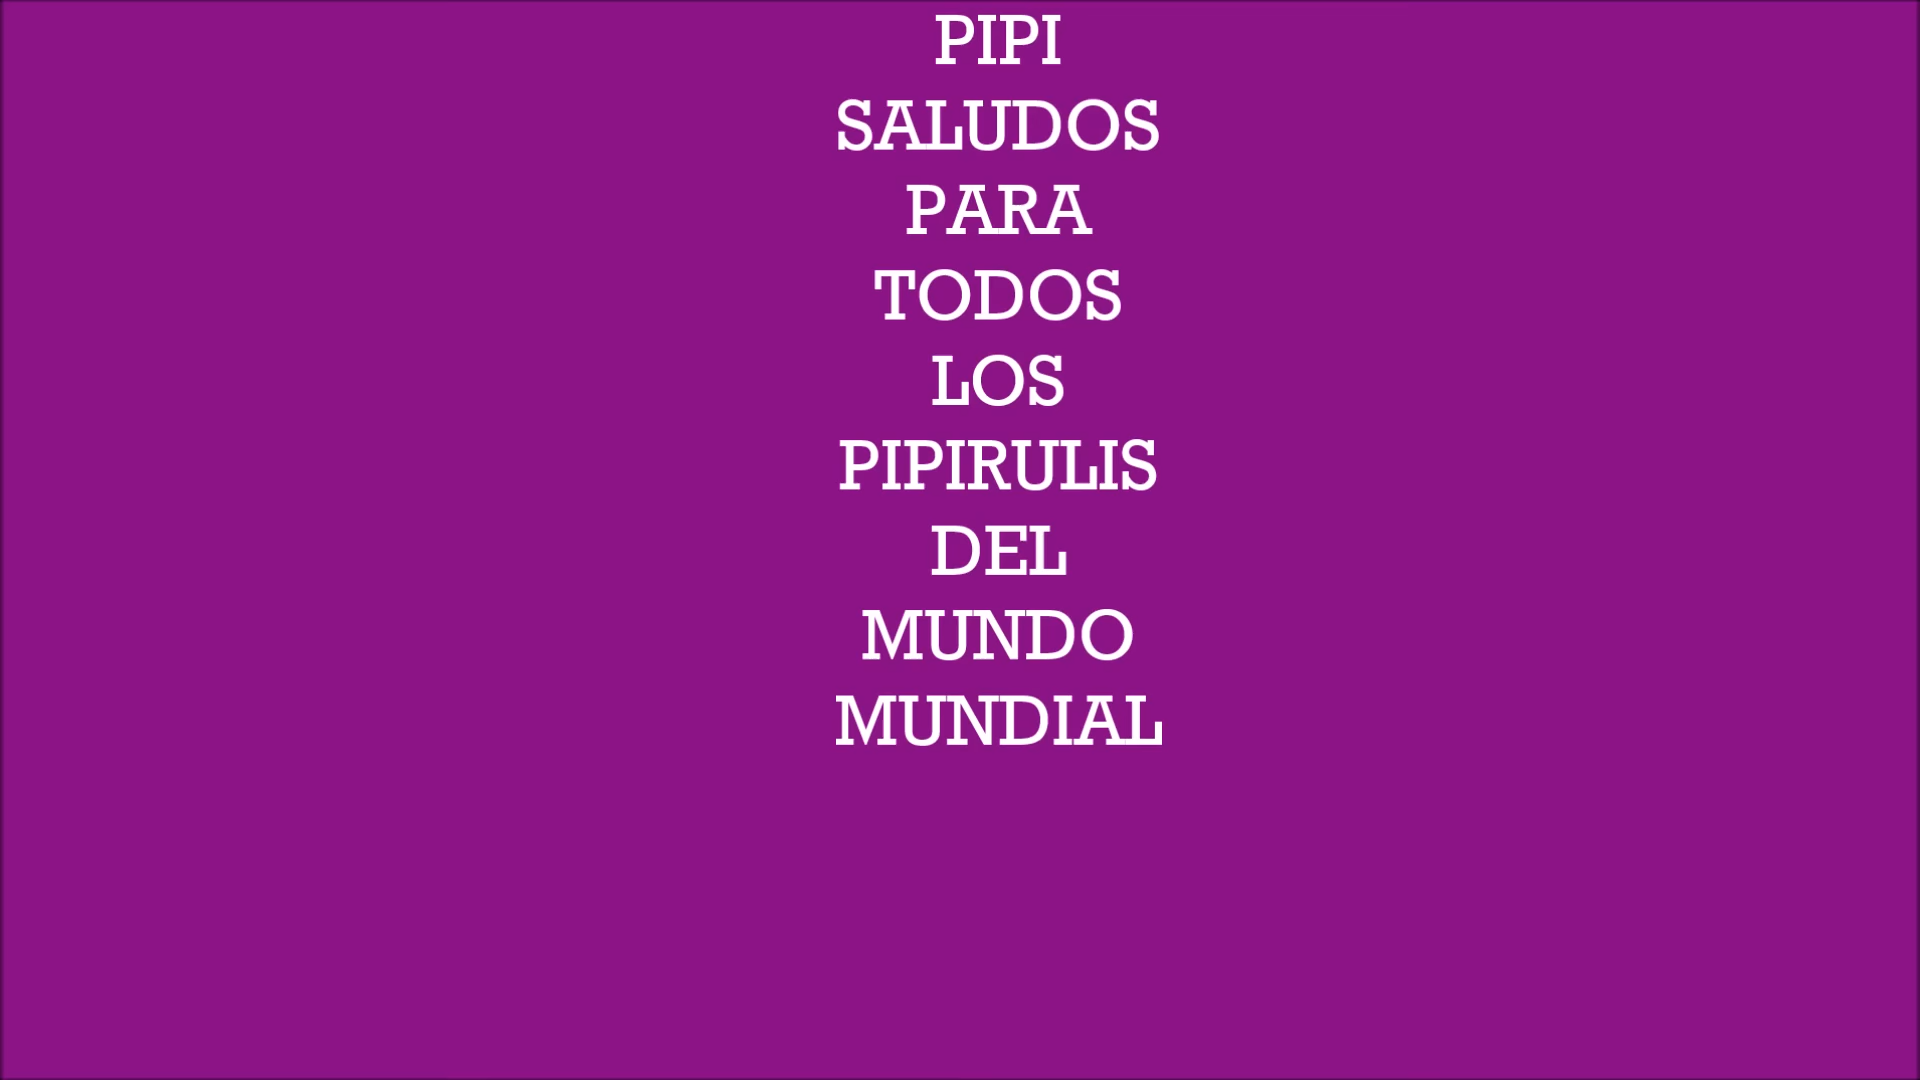 PIPI
SALUDOS
PARA
TODOS
LOS
PIPIRULIS
DEL
MUNDO
MUNDIAL